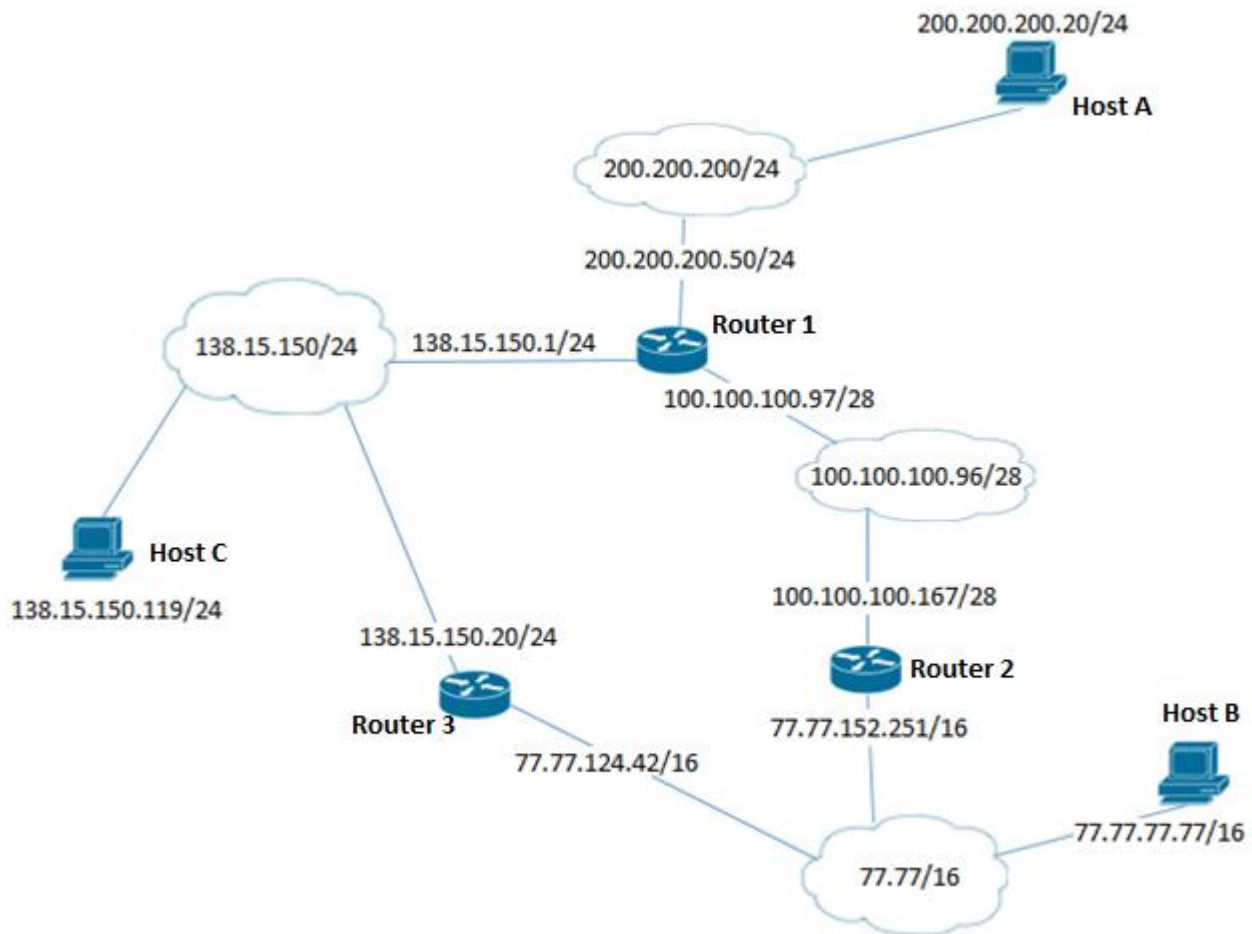 200.200.200.20/24
Host A
200.200.200/24
200.200.200.50/24
Router 1
138.15.150/24
138.15.150.1/24
100.100.100.97/28
100.100.100.96/28
Host C
138.15.150.119/24
100.100.100.167/28
138.15.150.20/24
Router 2
Router 3
77.77.152.251/16
Host B
77.77.124.42/16
77.77.77.77/16
77.77/16